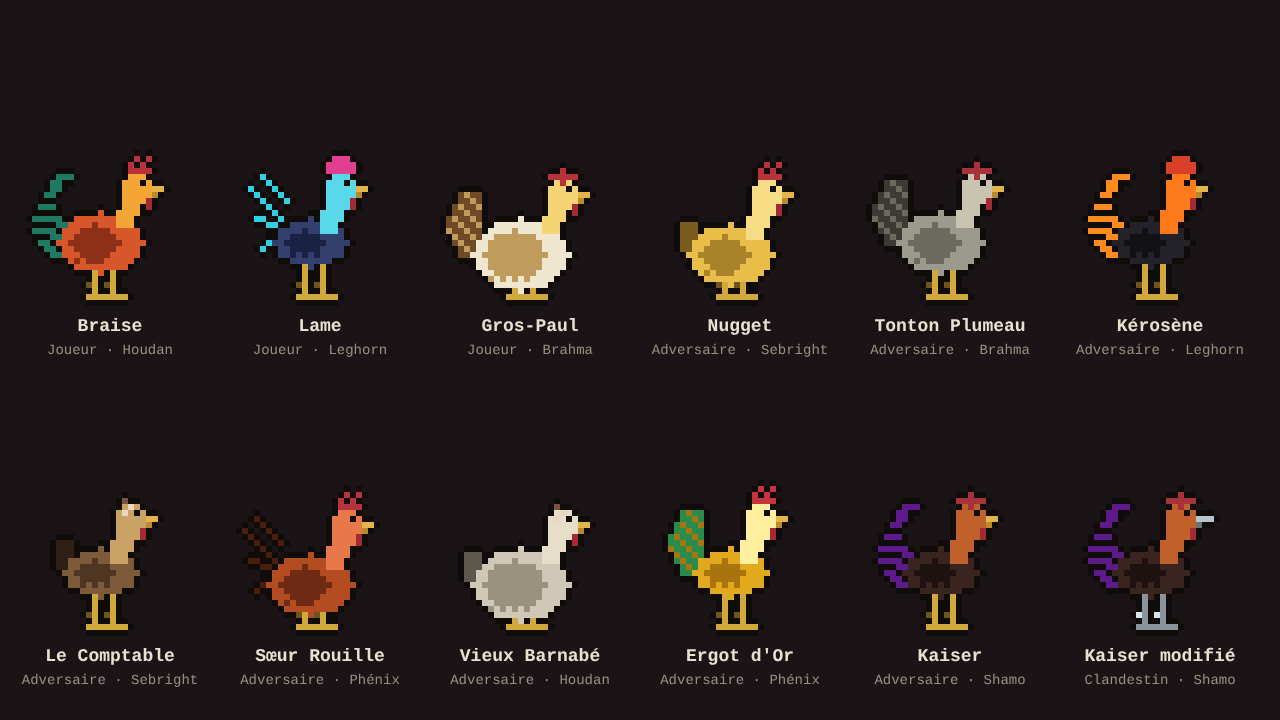 Braise
Joueur · Houdan
Lame
Joueur · Leghorn
Gros-Paul
Joueur · Brahma
Nugget
Adversaire · Sebright
Tonton Plumeau
Adversaire · Brahma
Kérosène
Adversaire · Leghorn
Le Comptable
Adversaire · Sebright
Sœur Rouille
Adversaire · Phénix
Vieux Barnabé
Adversaire · Houdan
Ergot d'Or
Adversaire · Phénix
Kaiser
Adversaire · Shamo
Kaiser modifié
Clandestin · Shamo